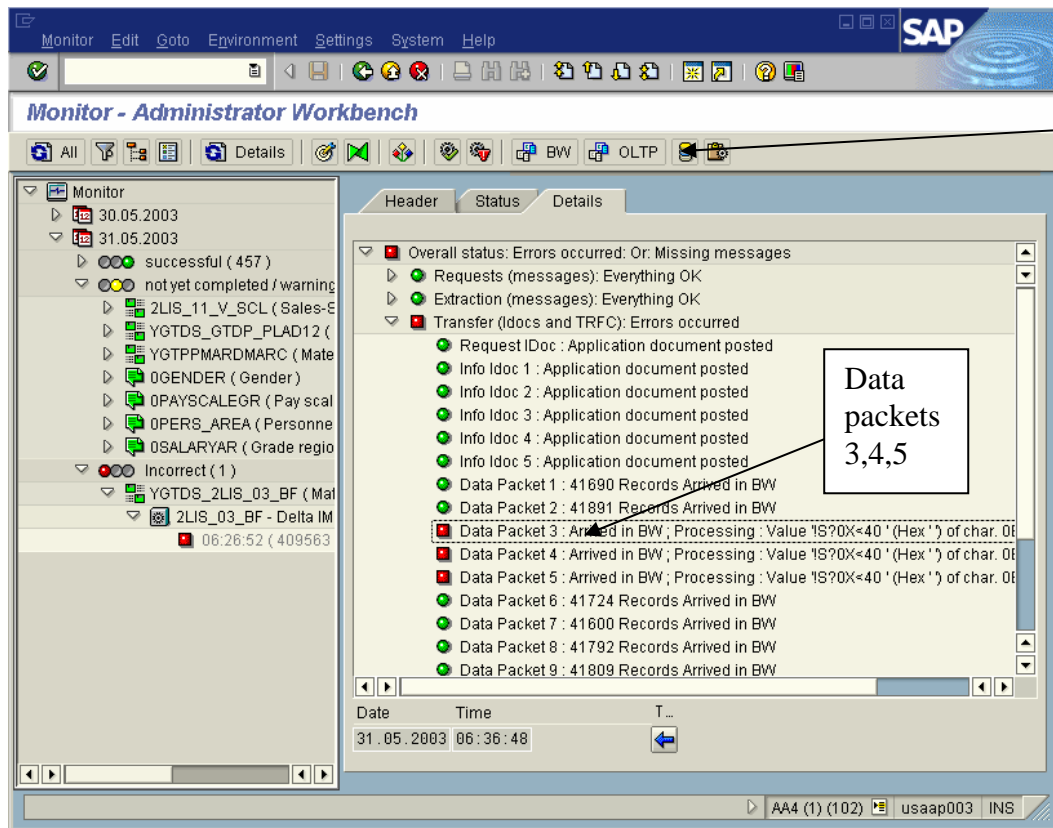 Monitor Edit Goto Environment Settings System Help
SAP
Monitor - Administrator Workbench
All Details BW OLTP
Monitor
30.05.2003
31.05.2003
successful ( 457 )
not yet completed / warning
2LIS_11_V_SCL ( Sales-S
YGTDS_GTDP_PLAD12 (
YGTPPMARDMARC ( Mate
0GENDER ( Gender )
0PAYSCALEGR ( Pay scal
0PERS_AREA ( Personne
0SALARYAR ( Grade regio
Incorrect ( 1 )
YGTDS_2LIS_03_BF ( Mat
2LIS_03_BF - Delta IM
06:26:52 ( 409563
Header Status Details
Overall status: Errors occurred: Or: Missing messages
Requests (messages): Everything OK
Extraction (messages): Everything OK
Transfer (Idocs and TRFC): Errors occurred
Request IDoc : Application document posted
Info Idoc 1 : Application document posted
Info Idoc 2 : Application document posted
Info Idoc 3 : Application document posted
Info Idoc 4 : Application document posted
Info Idoc 5 : Application document posted
Data Packet 1 : 41690 Records Arrived in BW
Data Packet 2 : 41891 Records Arrived in BW
Data Packet 3 : Arrived in BW ; Processing : Value '!S?0X<40 ' (Hex ' ') of char. 0B
Data Packet 4 : Arrived in BW ; Processing : Value '!S?0X<40 ' (Hex ' ') of char. 0B
Data Packet 5 : Arrived in BW ; Processing : Value '!S?0X<40 ' (Hex ' ') of char. 0B
Data Packet 6 : 41724 Records Arrived in BW
Data Packet 7 : 41600 Records Arrived in BW
Data Packet 8 : 41792 Records Arrived in BW
Data Packet 9 : 41809 Records Arrived in BW
Data
packets
3,4,5
Date Time T...
31.05.2003 06:36:48
AA4 (1) (102) usaap003 INS